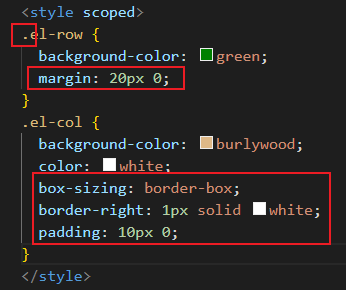 <style scoped>
.el-row {
background-color: green;
margin: 20px 0;
}
.el-col {
background-color: burlywood;
color: white;
box-sizing: border-box;
border-right: 1px solid white;
padding: 10px 0;
}
</style>